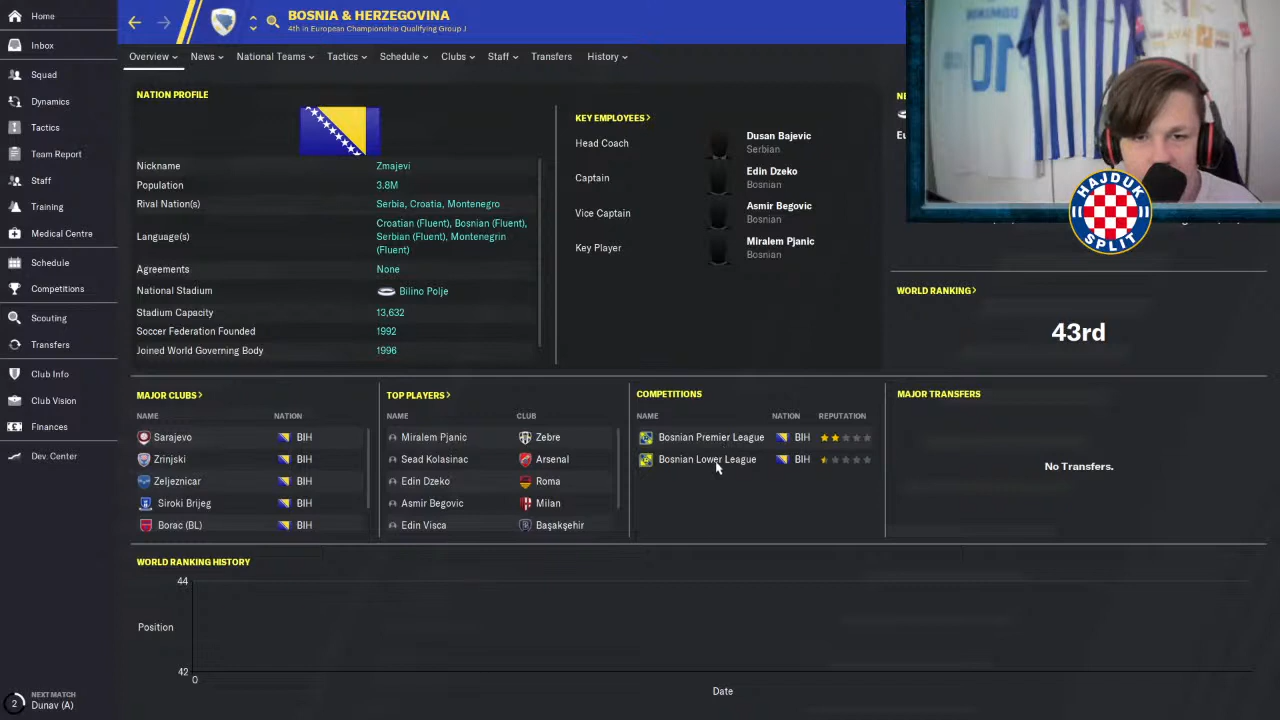 Home
Inbox
Squad
Dynamics
Tactics
Team Report
Staff
Training
Medical Centre
Schedule
Competitions
Scouting
Transfers
Club Info
Club Vision
Finances
Dev. Center
2
NEXT MATCH
Dunav (A)
BOSNIA & HERZEGOVINA
4th in European Championship Qualifying Group J
Overview News National Teams Tactics Schedule Clubs Staff Transfers History
NATION PROFILE
Nickname Zmajevi
Population 3.8M
Rival Nation(s) Serbia, Croatia, Montenegro
Language(s) Croatian (Fluent), Bosnian (Fluent),
Serbian (Fluent), Montenegrin
(Fluent)
Agreements None
National Stadium Bilino Polje
Stadium Capacity 13,632
Soccer Federation Founded 1992
Joined World Governing Body 1996
KEY EMPLOYEES >
Head Coach Dusan Bajevic
Serbian
Captain Edin Dzeko
Bosnian
Vice Captain Asmir Begovic
Bosnian
Key Player Miralem Pjanic
Bosnian
10
HAJDUK
SPLIT
WORLD RANKING >
43rd
MAJOR CLUBS >
NAME NATION
Sarajevo BIH
Zrinjski BIH
Zeljeznicar BIH
Siroki Brijeg BIH
Borac (BL) BIH
TOP PLAYERS >
NAME CLUB
Miralem Pjanic Zebre
Sead Kolasinac Arsenal
Edin Dzeko Roma
Asmir Begovic Milan
Edin Visca Başakşehir
COMPETITIONS
NAME NATION REPUTATION
Bosnian Premier League BIH
Bosnian Lower League BIH
MAJOR TRANSFERS
No Transfers.
WORLD RANKING HISTORY
44
Position
42
0
Date